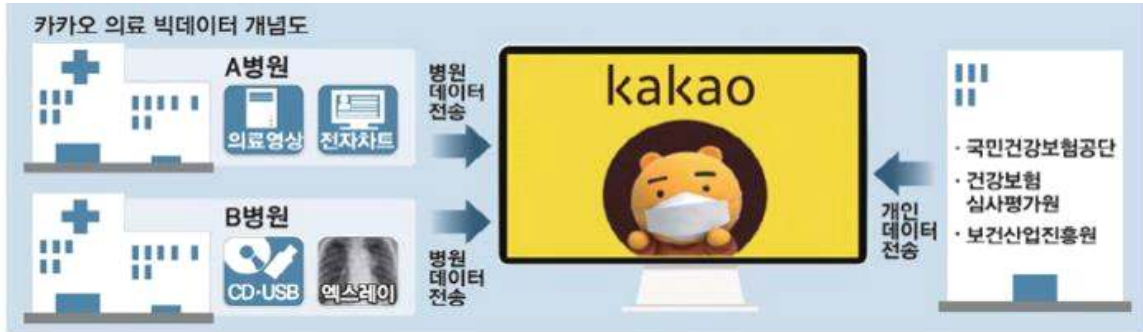 카카오 의료 빅데이터 개념도
A병원
의료영상
전자차트
병원
데이터
전송
kakao
B병원
CD·USB
엑스레이
병원
데이터
전송
개인
데이터
전송
· 국민건강보험공단
· 건강보험
심사평가원
· 보건산업진흥원